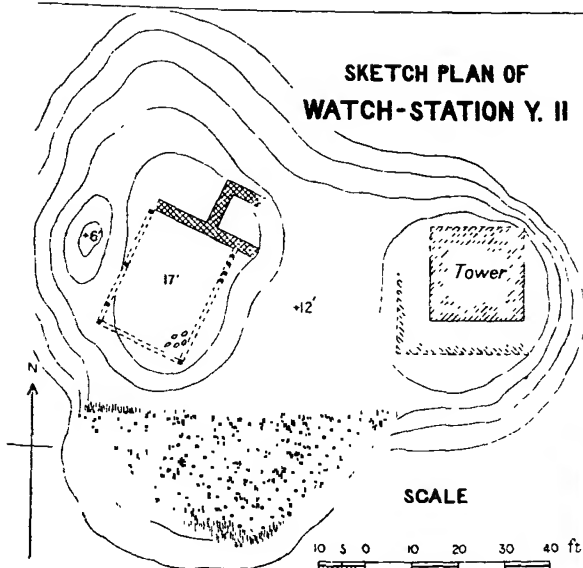 SKETCH PLAN OF
WATCH-STATION Y. II
+6'
17'
+12'
Tower
N
SCALE
10 5 0 10 20 30 40 ft